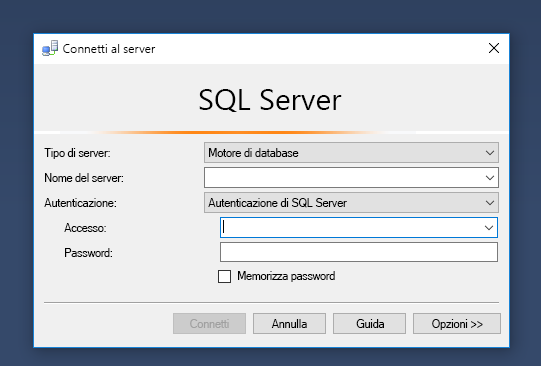 Connetti al server
SQL Server
Tipo di server: Motore di database
Nome del server:
Autenticazione: Autenticazione di SQL Server
Accesso:
Password:
Memorizza password
Connetti Annulla Guida Opzioni >>